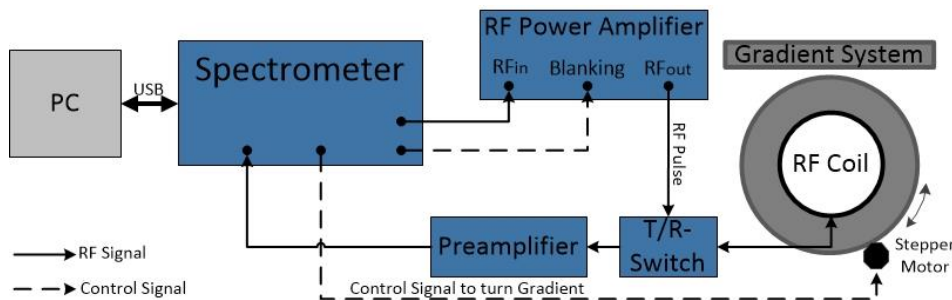 RF Power Amplifier
Gradient System
Spectrometer
RFin
Blanking
RFout
PC
USB
RF Pulse
RF Coil
Preamplifier
T/R-
Switch
Stepper
Motor
RF Signal
Control Signal
Control Signal to turn Gradient